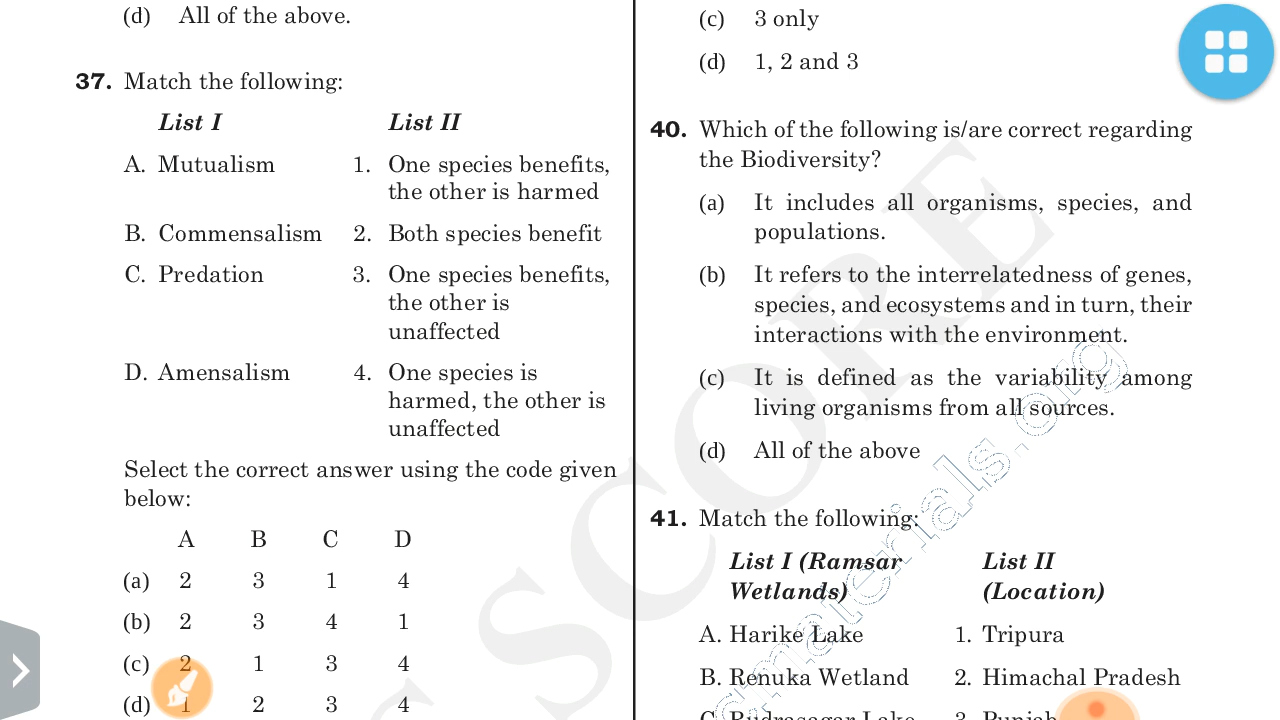 (d) All of the above.
37. Match the following:
List I List II
A. Mutualism 1. One species benefits,
the other is harmed
B. Commensalism 2. Both species benefit
C. Predation 3. One species benefits,
the other is
unaffected
D. Amensalism 4. One species is
harmed, the other is
unaffected
Select the correct answer using the code given
below:
A B C D
(a) 2 3 1 4
(b) 2 3 4 1
(c) 2 1 3 4
(d) 1 2 3 4
(c) 3 only
(d) 1, 2 and 3
40. Which of the following is/are correct regarding
the Biodiversity?
(a) It includes all organisms, species, and
populations.
(b) It refers to the interrelatedness of genes,
species, and ecosystems and in turn, their
interactions with the environment.
(c) It is defined as the variability among
living organisms from all sources.
(d) All of the above
41. Match the following:
List I (Ramsar List II
Wetlands) (Location)
A. Harike Lake 1. Tripura
B. Renuka Wetland 2. Himachal Pradesh
C. Rudrasagar Lake 3. Punjab
S SCORE
materials.org